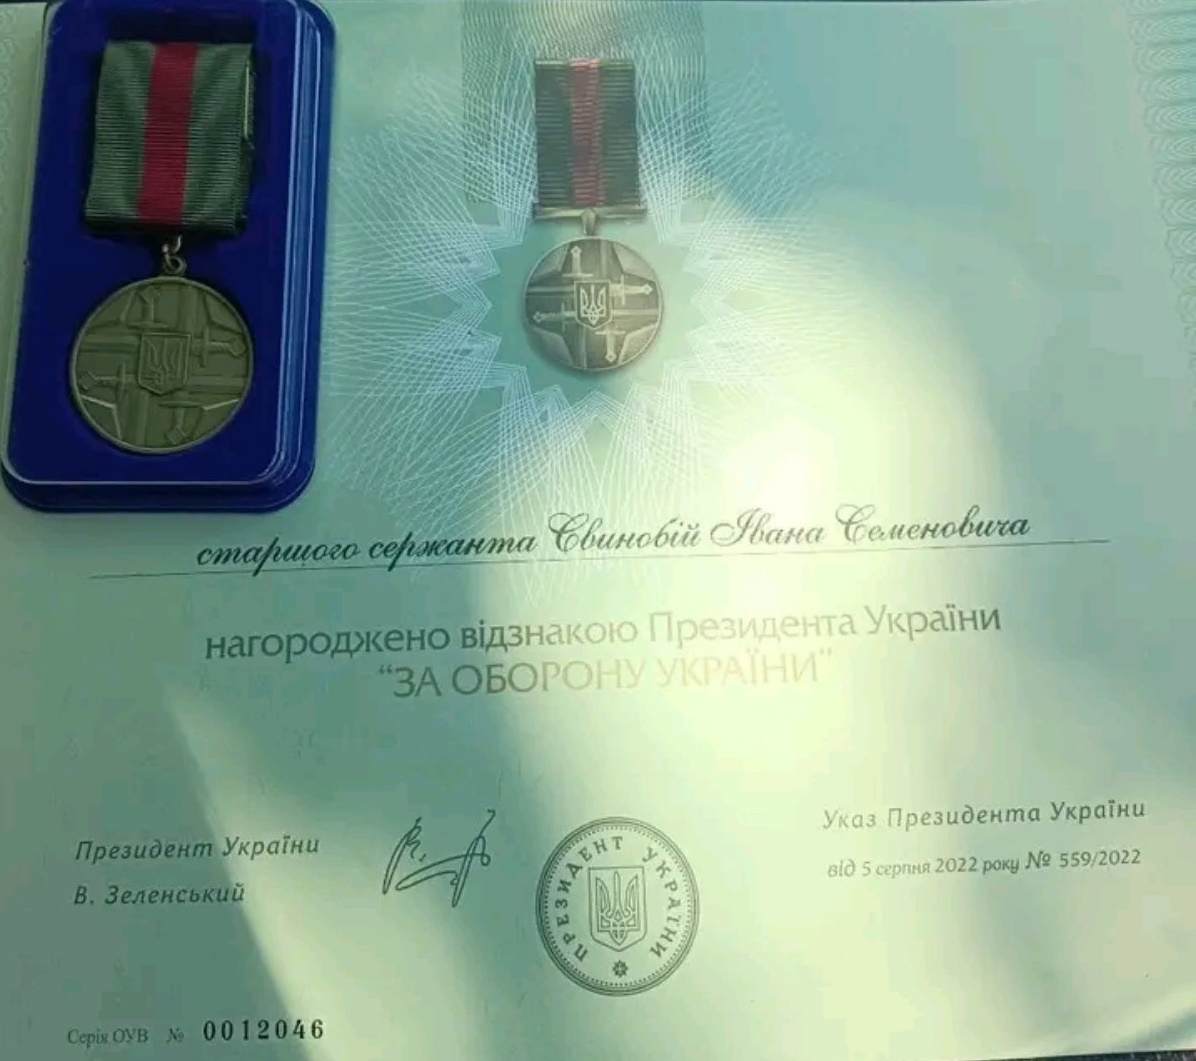 старшого сержанта Свинобій Івана Семеновича
нагороджено відзнакою Президента України
“ЗА ОБОРОНУ УКРАЇНИ”
Президент України
В. Зеленський
ПРЕЗИДЕНТ УКРАЇНИ
Указ Президента України
від 5 серпня 2022 року № 559/2022
Серія ОУВ № 0012046